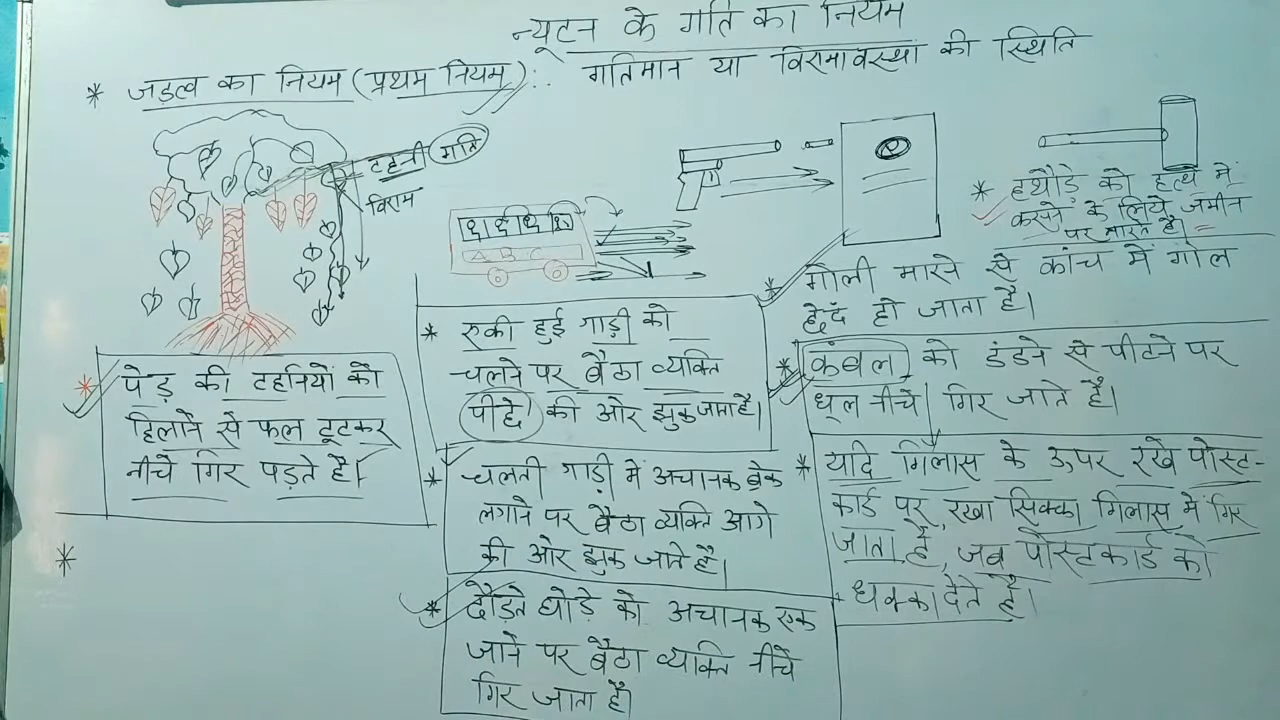 न्यूटन के गति का नियम
* जड़त्व का नियम (प्रथम नियम):. गतिमान या विरामावस्था की स्थिति
टहनी गति
विराम
A B C
* हथौड़े को हत्थे में
कसने के लिये जमीन
पर मारते है।
* गोली मारने से कांच में गोल
छेद हो जाता है।
* पेड़ की टहनियों को
हिलाने से फल टूटकर
नीचे गिर पड़ते है।
* रुकी हुई गाड़ी को
चलने पर बैठा व्यक्ति
पीछे की ओर झुक जाता है।
* चलती गाड़ी में अचानक ब्रेक
लगाने पर बैठा व्यक्ति आगे
की ओर झुक जाते है।
* दौड़ते घोड़े को अचानक रुक
जाने पर बैठा व्यक्ति नीचे
गिर जाता है।
* कंबल को डंडने से पीटने पर
धूल नीचे गिर जाते है।
* यदि गिलास के ऊपर रखे पोस्ट-
कार्ड पर रखा सिक्का गिलास में गिर
जाता है, जब पोस्टकार्ड को
धक्का देते है।
*